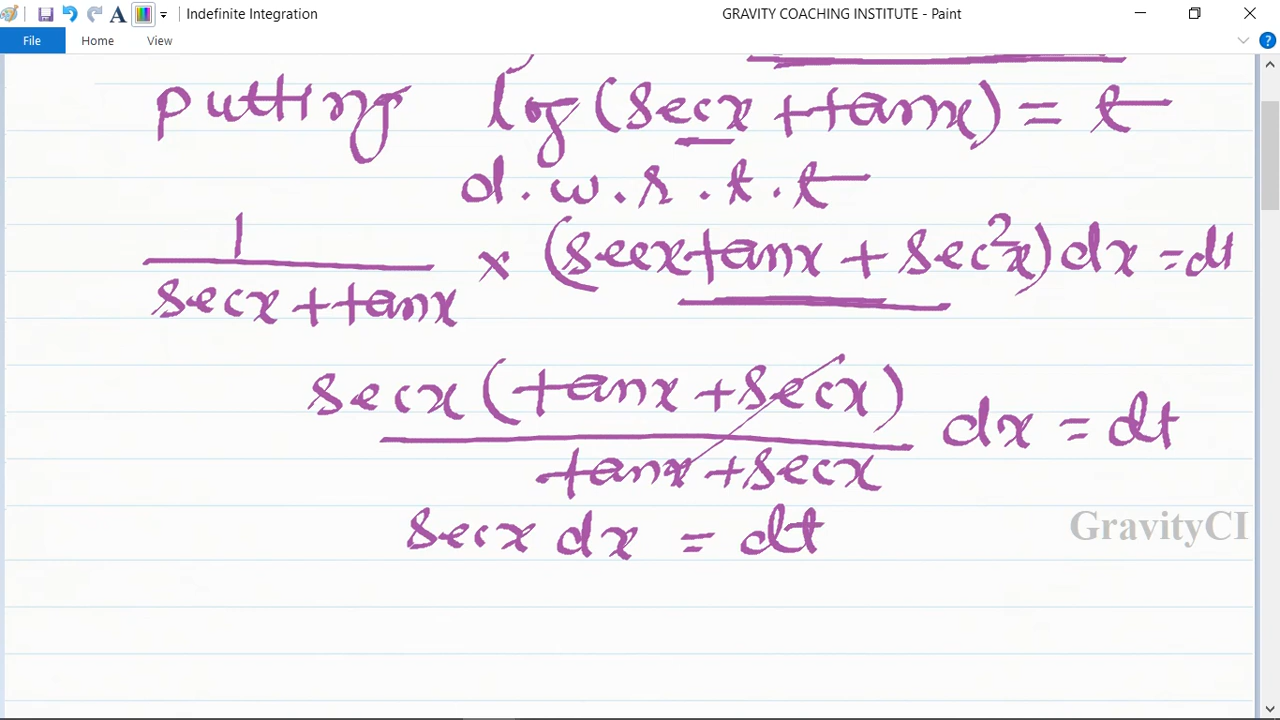 Indefinite Integration
GRAVITY COACHING INSTITUTE - Paint
File Home View
putting log(secx+tanx) = t
d.w.r.t.t
1
secx+tanx × (secxtanx + sec²x)dx = dt
secx(tanx+secx)
tanx+secx dx = dt
secx dx = dt
GravityCI